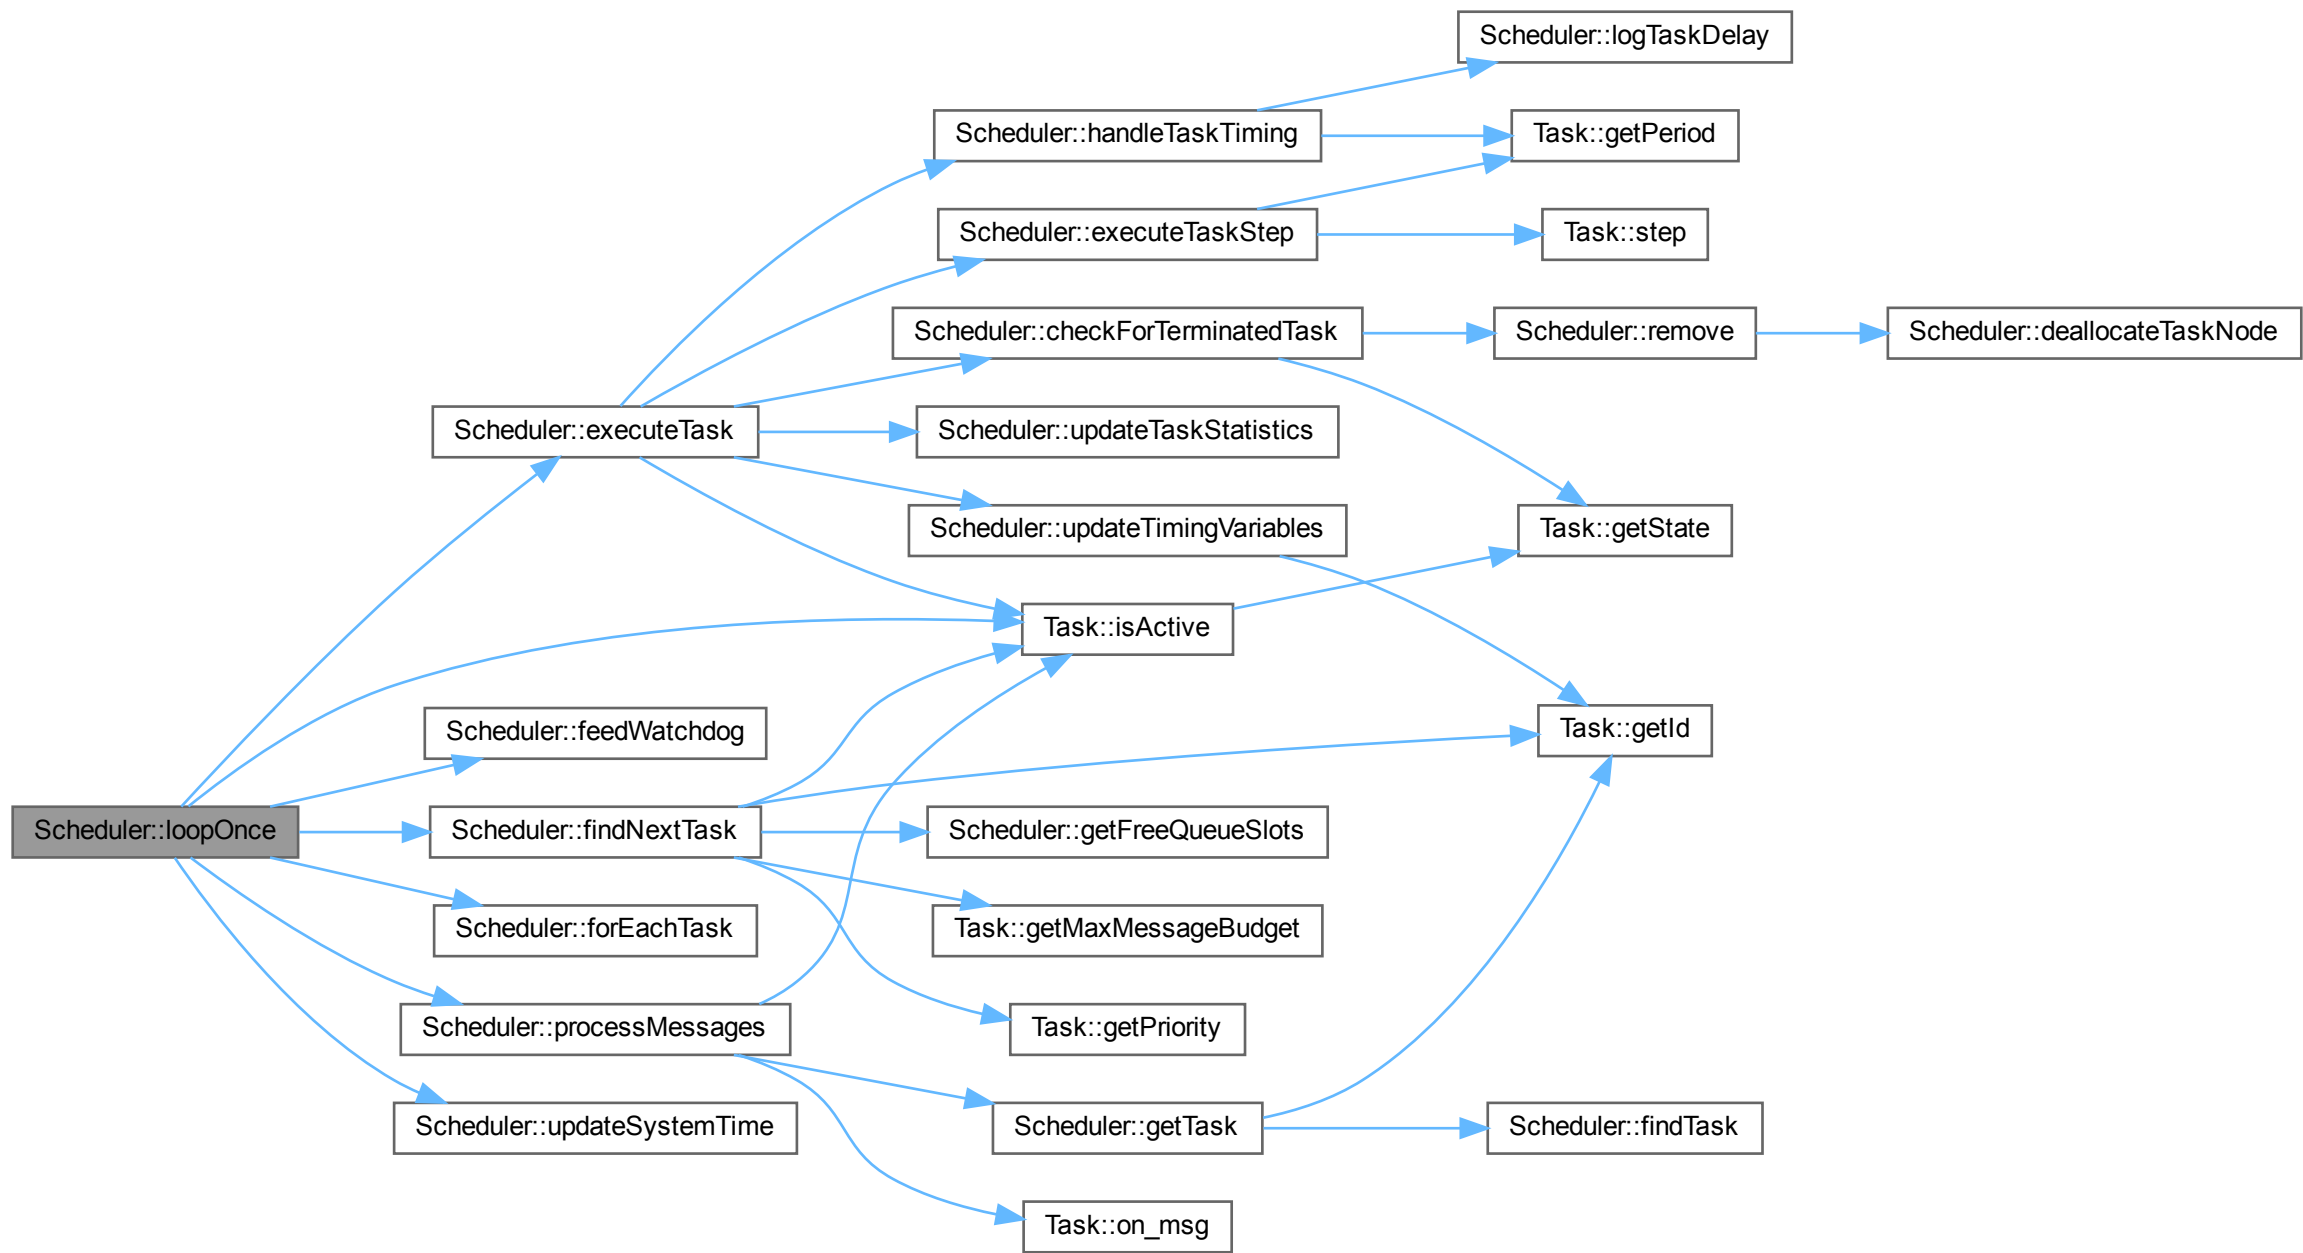 Scheduler::logTaskDelay
Scheduler::handleTaskTiming
Task::getPeriod
Scheduler::executeTaskStep
Task::step
Scheduler::checkForTerminatedTask
Scheduler::remove
Scheduler::deallocateTaskNode
Scheduler::executeTask
Scheduler::updateTaskStatistics
Scheduler::updateTimingVariables
Task::getState
Task::isActive
Scheduler::feedWatchdog
Task::getId
Scheduler::loopOnce
Scheduler::findNextTask
Scheduler::getFreeQueueSlots
Scheduler::forEachTask
Task::getMaxMessageBudget
Scheduler::processMessages
Task::getPriority
Scheduler::updateSystemTime
Scheduler::getTask
Scheduler::findTask
Task::on_msg